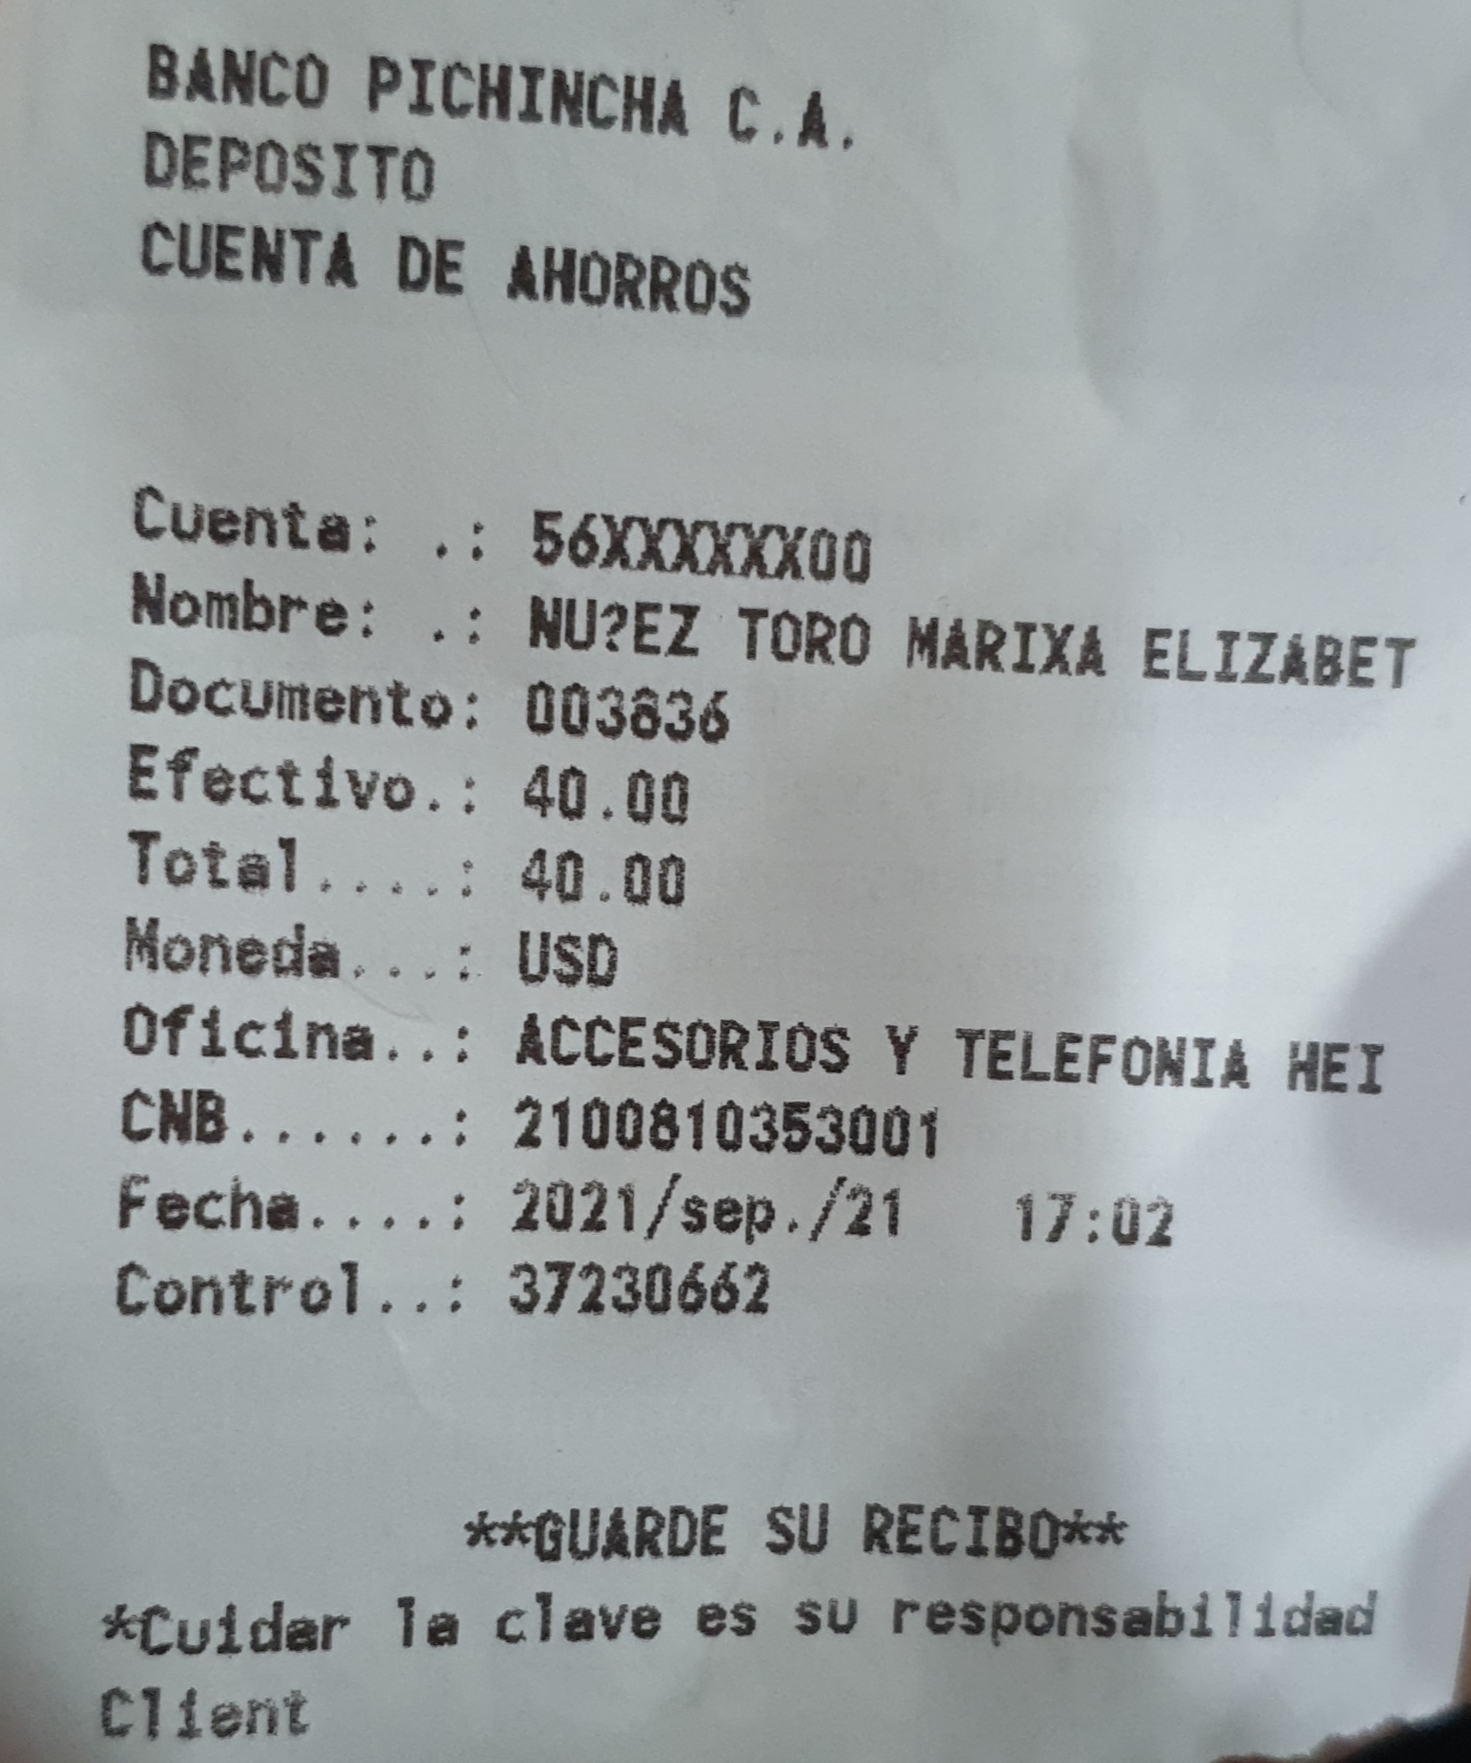 BANCO PICHINCHA C.A.
DEPOSITO
CUENTA DE AHORROS
Cuenta: .: 56XXXXXX00
Nombre: .: NU?EZ TORO MARIXA ELIZABET
Documento: 003836
Efectivo.: 40.00
Total....: 40.00
Moneda...: USD
Oficina..: ACCESORIOS Y TELEFONIA HEI
CNB......: 2100810353001
Fecha....: 2021/sep./21 17:02
Control..: 37230662
**GUARDE SU RECIBO**
*Cuidar la clave es su responsabilidad
Client